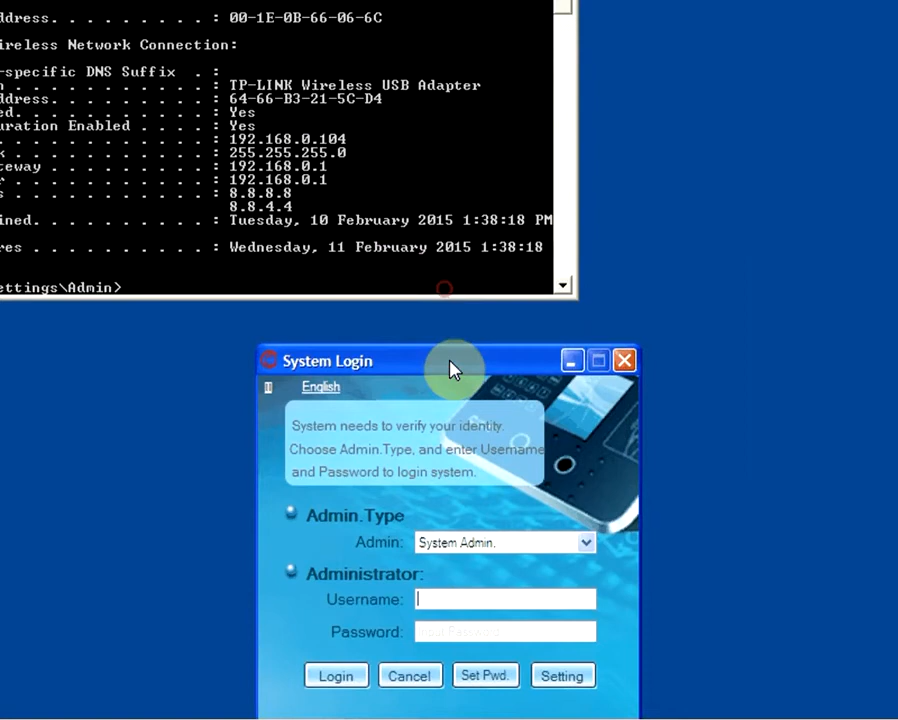 ddress. . . . . . . . . : 00-1E-0B-66-06-6C
ireless Network Connection:
-specific DNS Suffix . :
n . . . . . . . . . . . : TP-LINK Wireless USB Adapter
ddress. . . . . . . . . : 64-66-B3-21-5C-D4
ed. . . . . . . . . . . : Yes
uration Enabled . . . . : Yes
. . . . . . . . . . . . : 192.168.0.104
k . . . . . . . . . . . : 255.255.255.0
teway . . . . . . . . . : 192.168.0.1
r . . . . . . . . . . . : 192.168.0.1
s . . . . . . . . . . . : 8.8.8.8
8.8.4.4
ined. . . . . . . . . . : Tuesday, 10 February 2015 1:38:18 PM
res . . . . . . . . . . : Wednesday, 11 February 2015 1:38:18
ettings\Admin>
System Login
English
System needs to verify your identity.
Choose Admin.Type, and enter Username
and Password to login system.
Admin.Type
Admin: System Admin.
Administrator:
Username:
Password: Input Password
Login Cancel Set Pwd. Setting